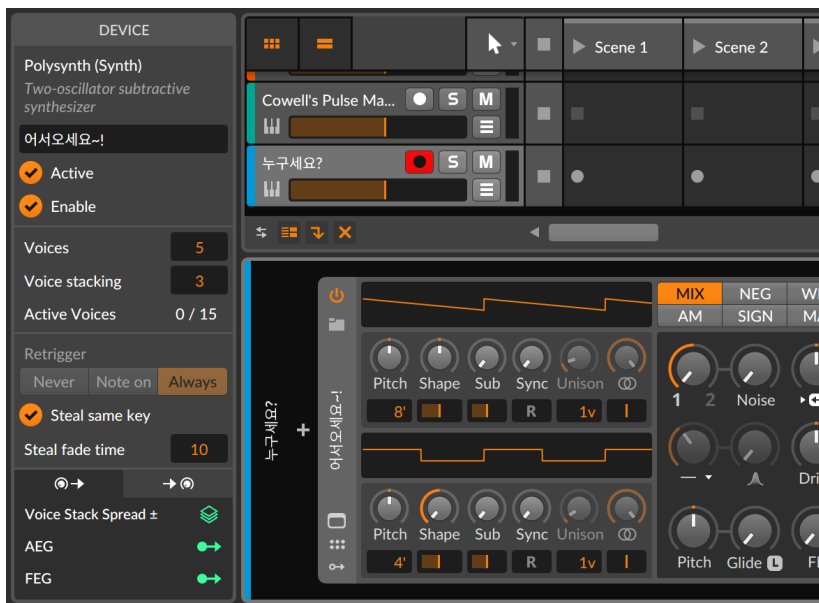 DEVICE
Polysynth (Synth)
Two-oscillator subtractive
synthesizer
어서오세요~!
Active
Enable
Voices 5
Voice stacking 3
Active Voices 0 / 15
Retrigger
Never Note on Always
Steal same key
Steal fade time 10
Voice Stack Spread ±
AEG
FEG
Scene 1 Scene 2
Cowell's Pulse Ma... S M
누구세요? S M
누구세요?
어서오세요~!
Pitch Shape Sub Sync Unison
8' R 1v
Pitch Shape Sub Sync Unison
4' R 1v
MIX NEG
AM SIGN
1 2 Noise
Pitch Glide L